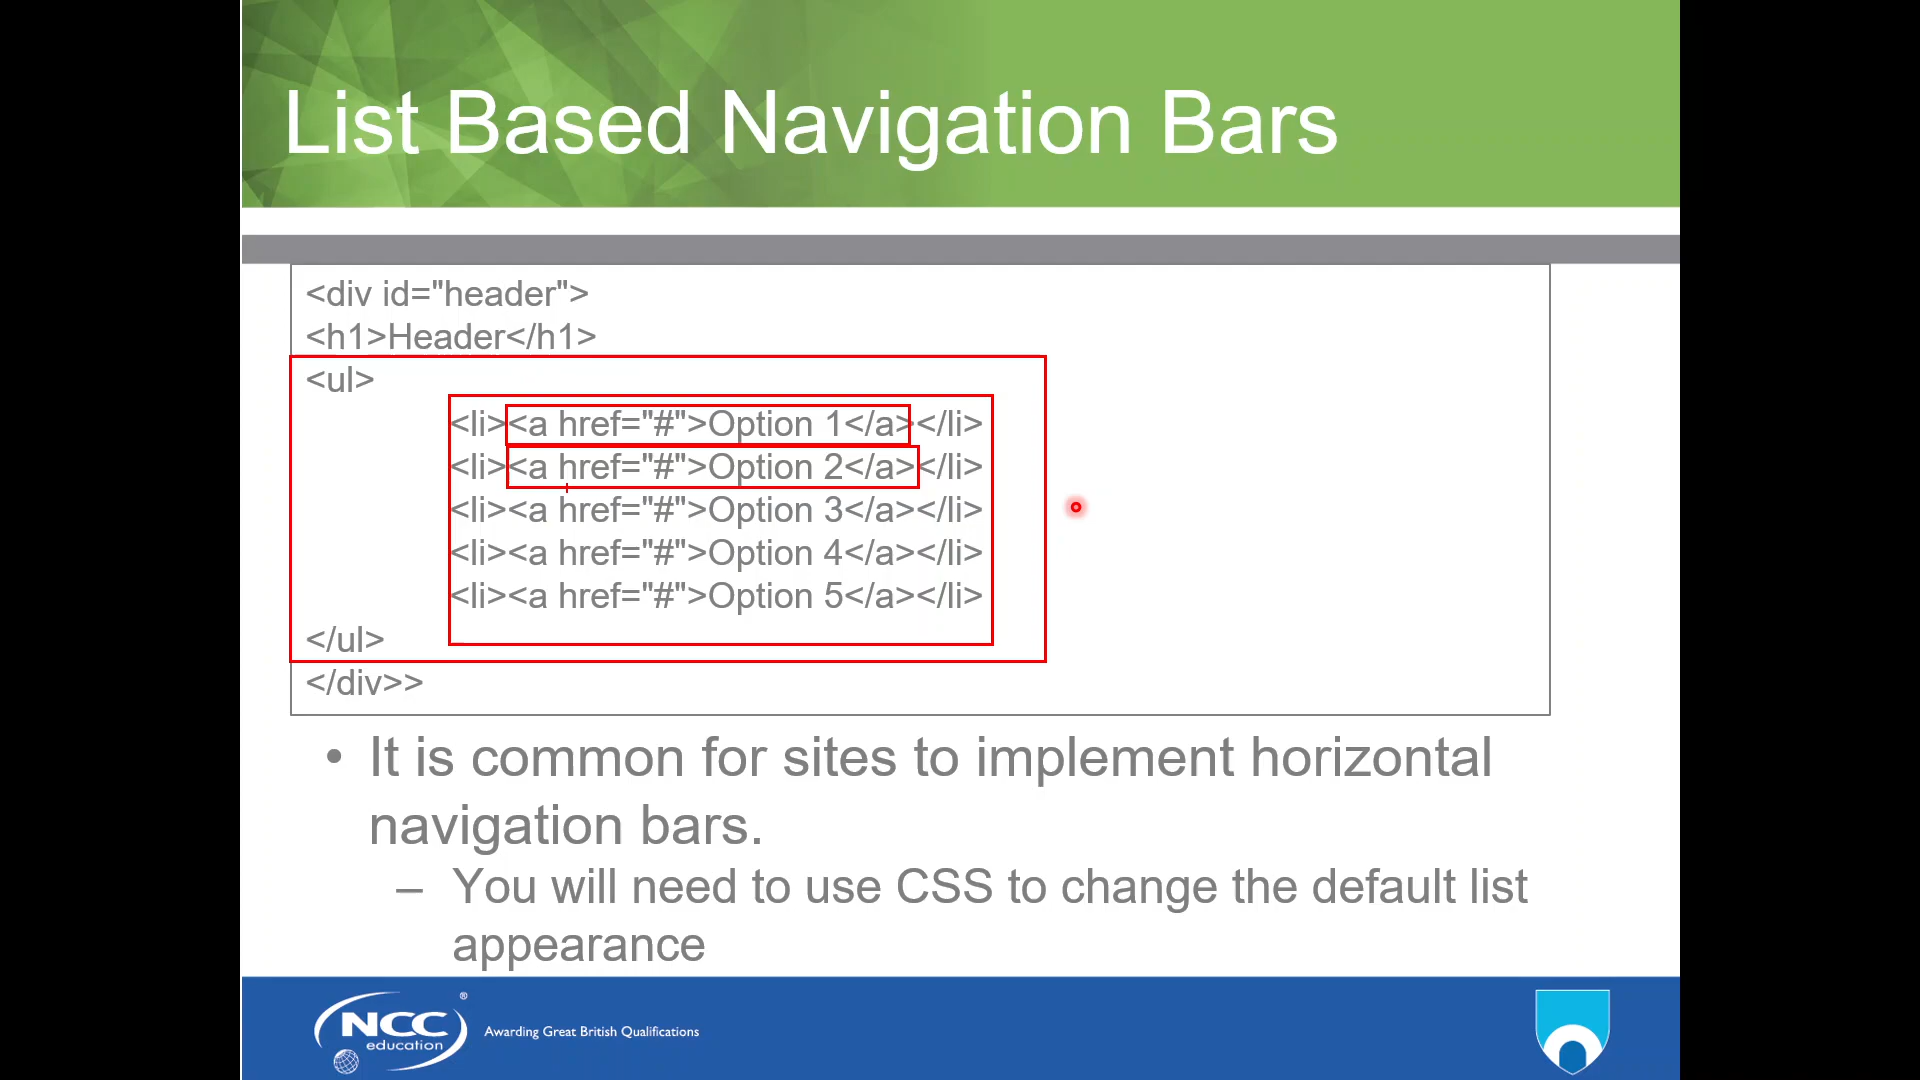 List Based Navigation Bars
<div id="header">
<h1>Header</h1>
<ul>
<li><a href="#">Option 1</a></li>
<li><a href="#">Option 2</a></li>
<li><a href="#">Option 3</a></li>
<li><a href="#">Option 4</a></li>
<li><a href="#">Option 5</a></li>
</ul>
</div>>
• It is common for sites to implement horizontal
navigation bars.
– You will need to use CSS to change the default list
appearance
NCC ®
education
Awarding Great British Qualifications